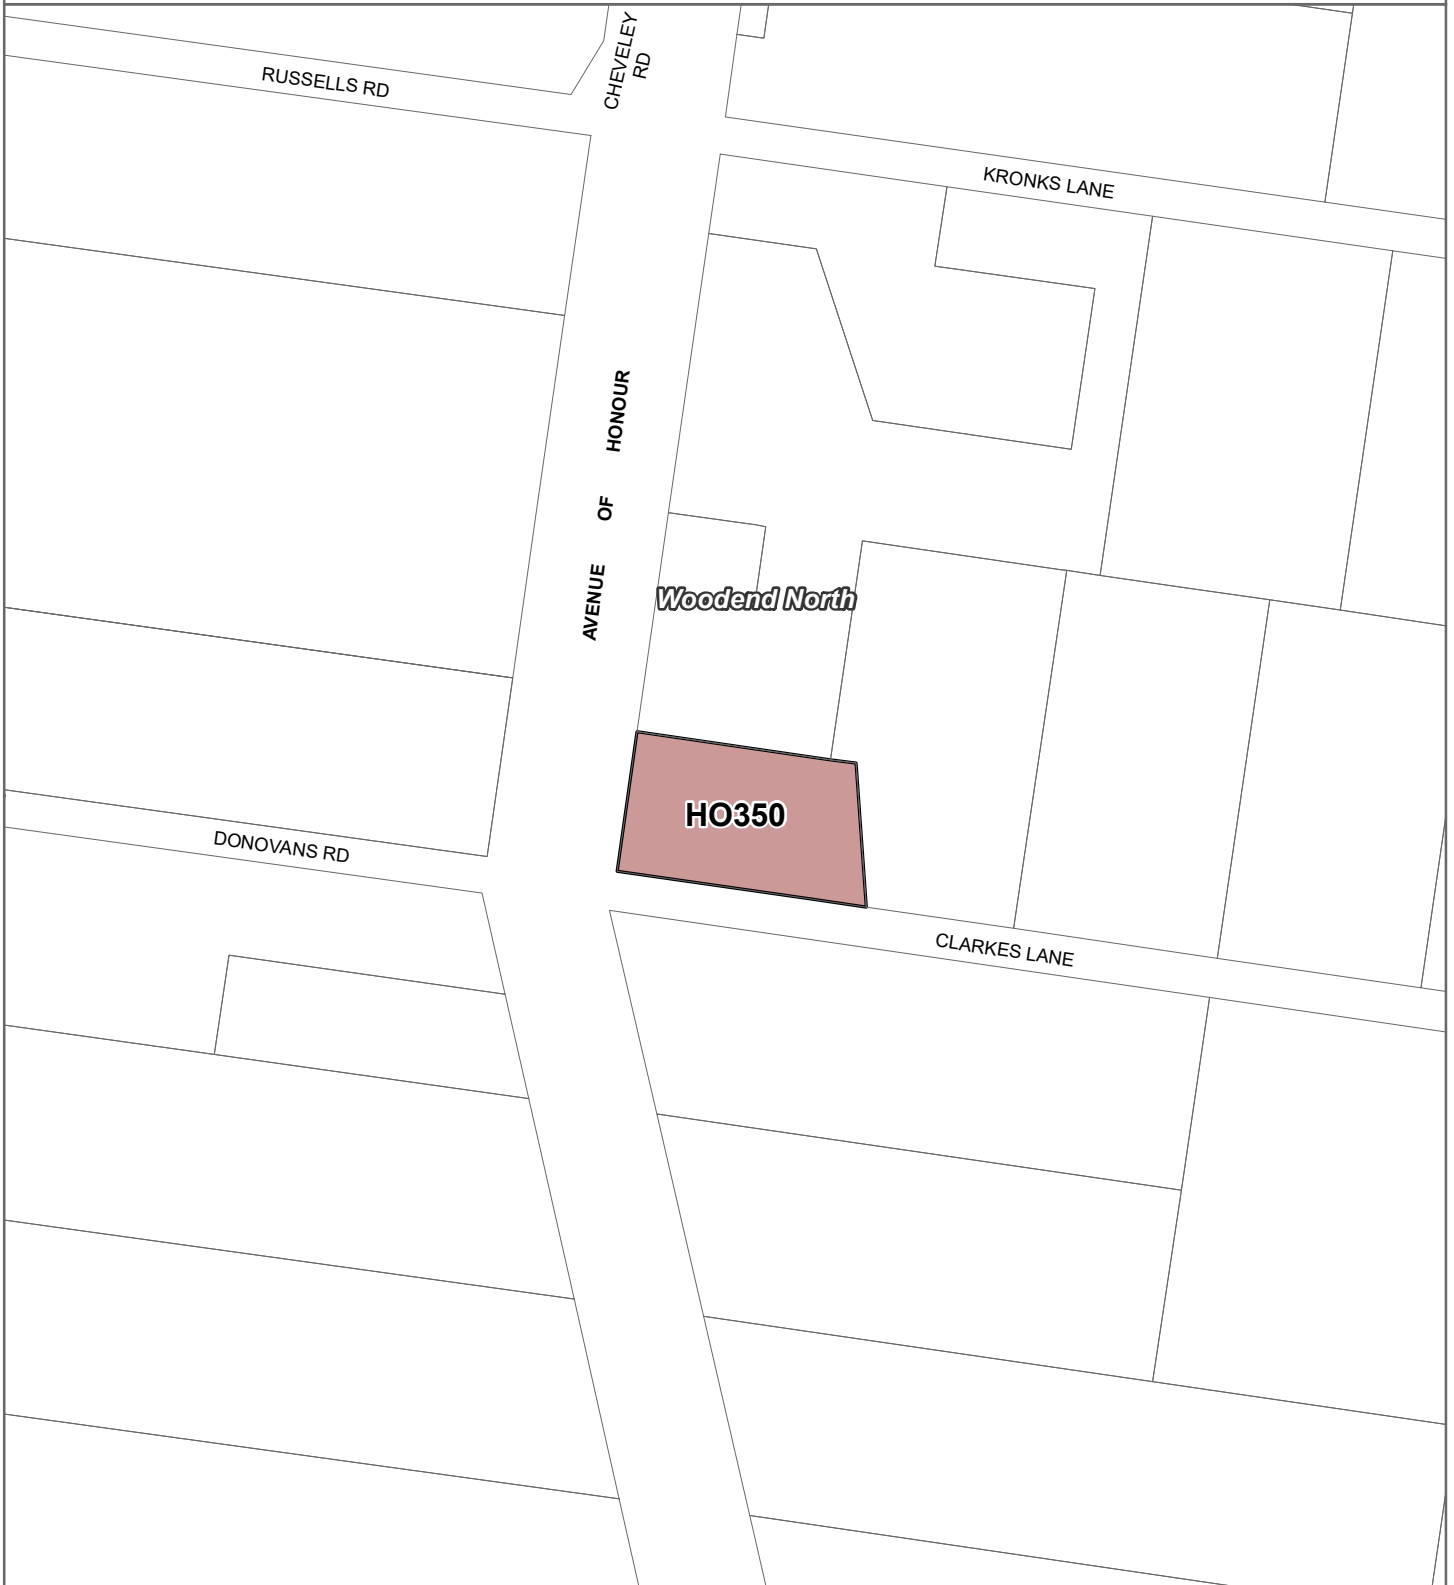 CHEVELEY
RD
RUSSELLS RD
KRONKS LANE
AVENUE OF HONOUR
Woodend North
HO350
DONOVANS RD
CLARKES LANE